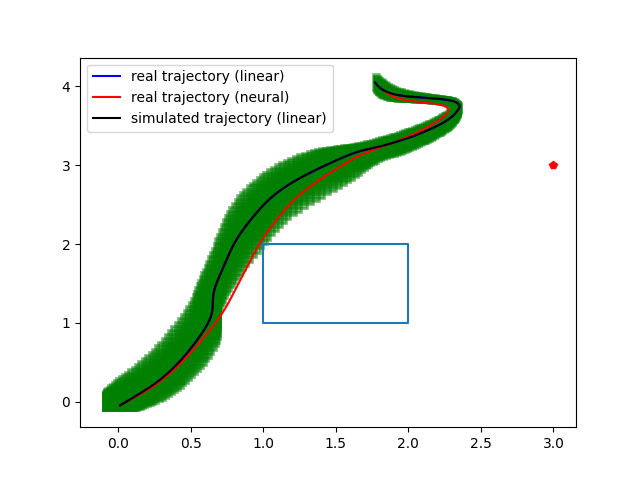 real trajectory (linear)
real trajectory (neural)
simulated trajectory (linear)
4
3
2
1
0
0.0 0.5 1.0 1.5 2.0 2.5 3.0